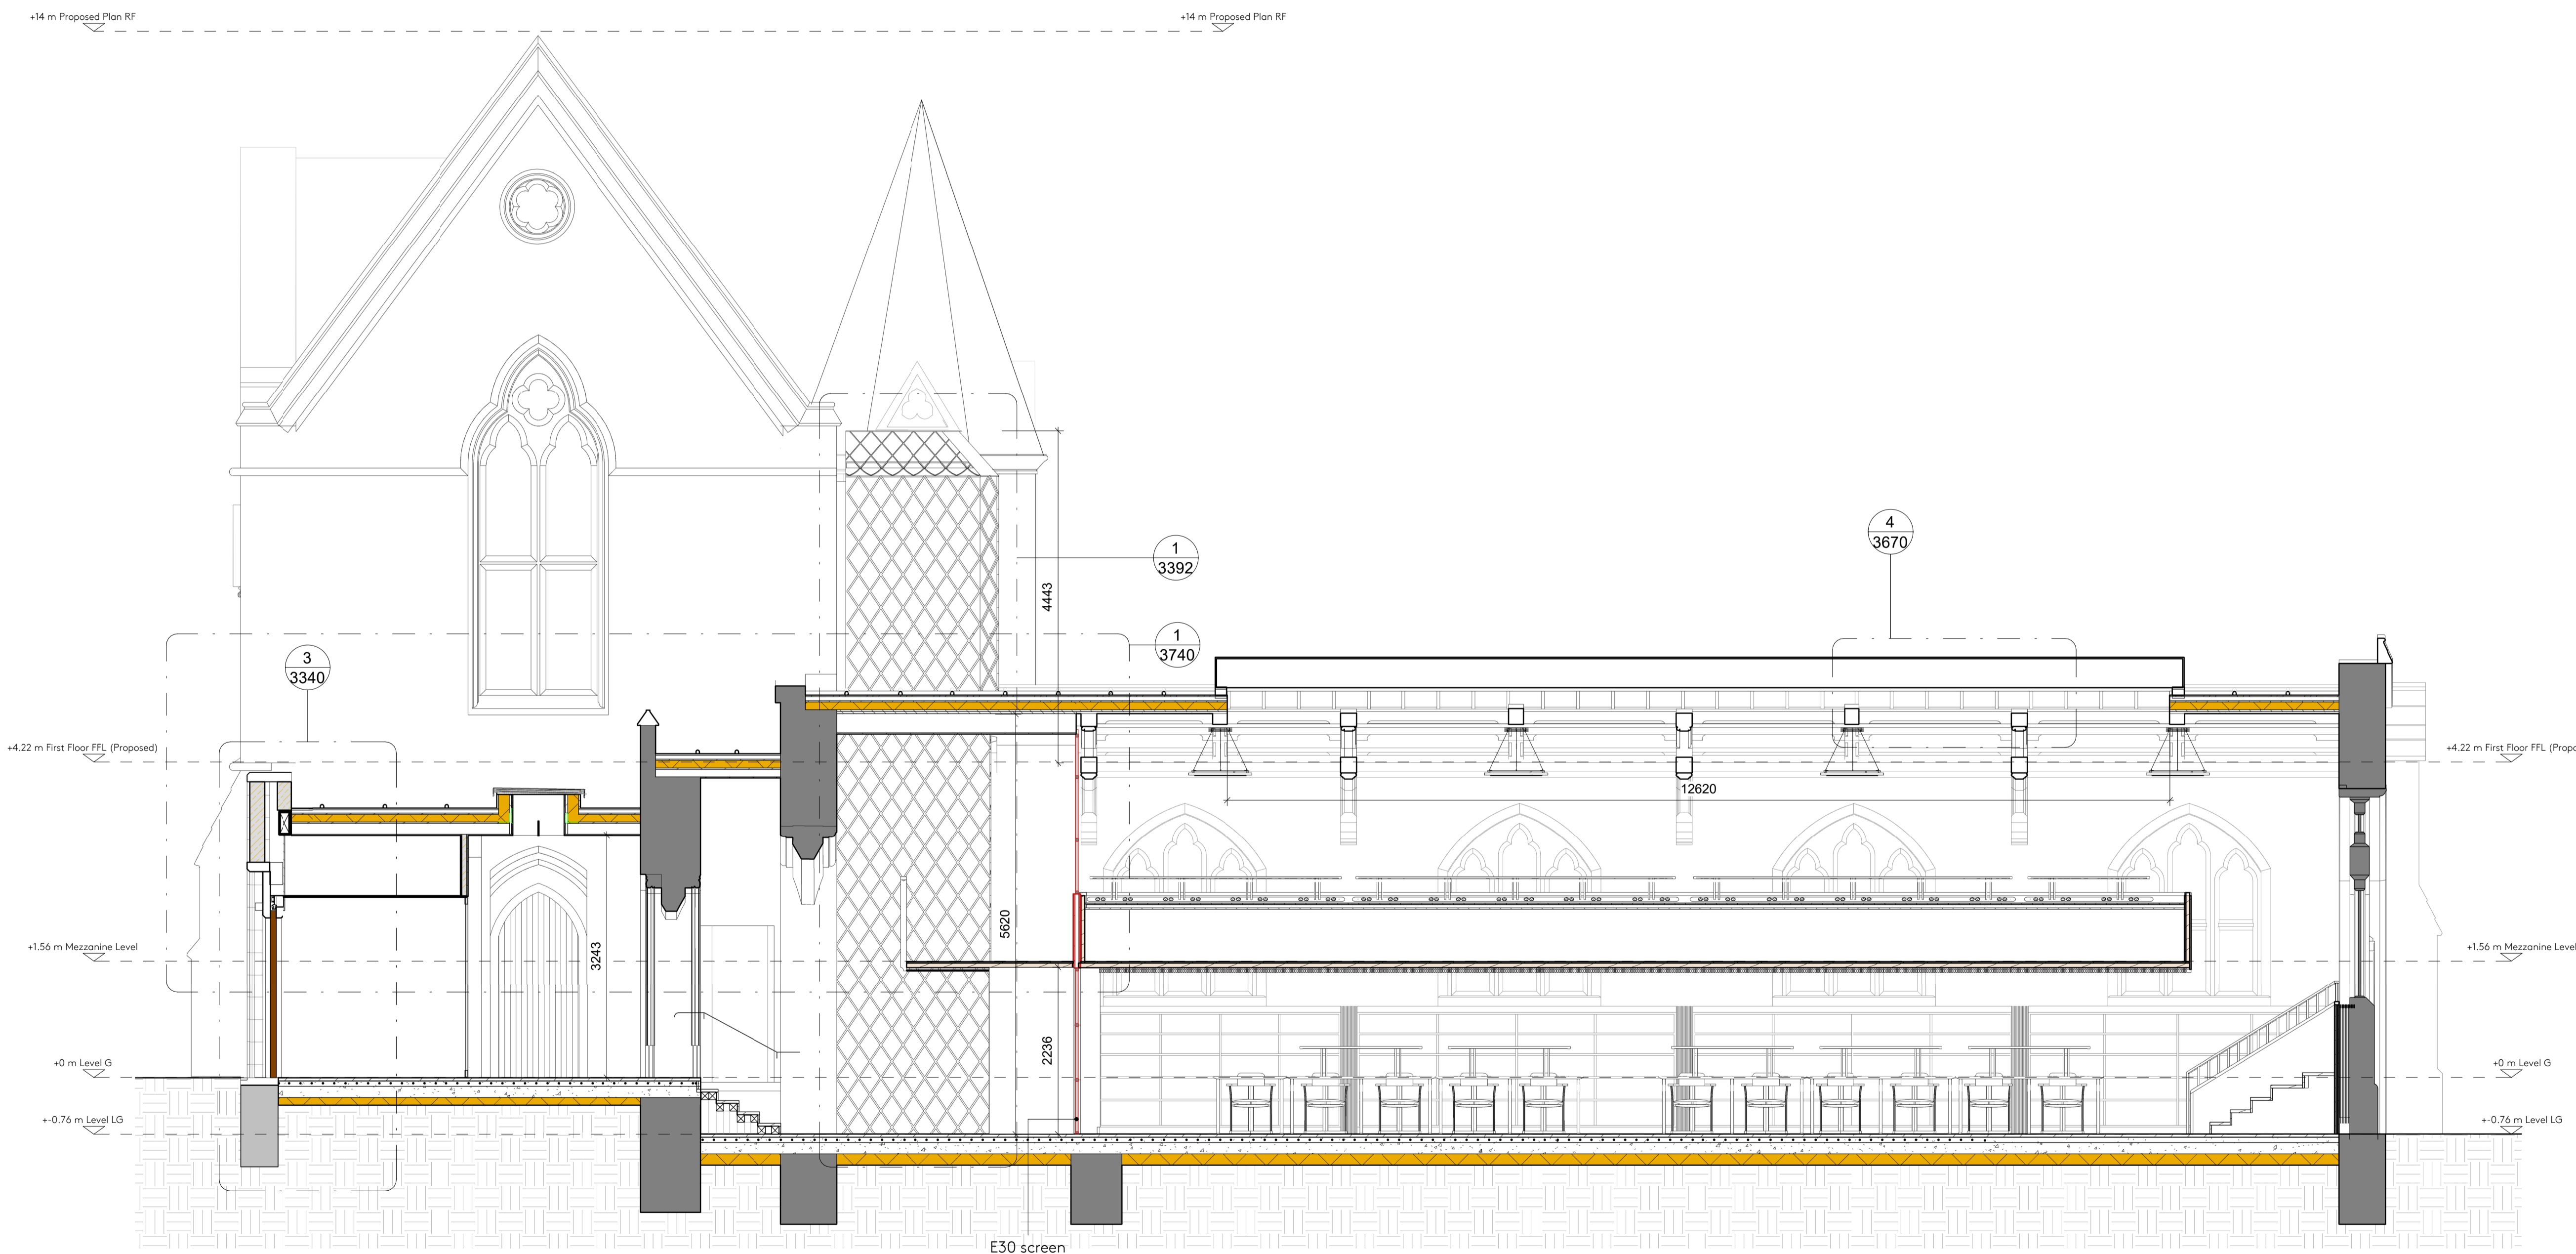 +14 m Proposed Plan RF
+14 m Proposed Plan RF
1
3392
4
3670
4443
1
3740
3
3340
+4.22 m First Floor FFL (Proposed)
+4.22 m First Floor FFL (Propo
12620
5620
3243
+1.56 m Mezzanine Level
+1.56 m Mezzanine Level
2236
+0 m Level G
+0 m Level G
+-0.76 m Level LG
+-0.76 m Level LG
E30 screen